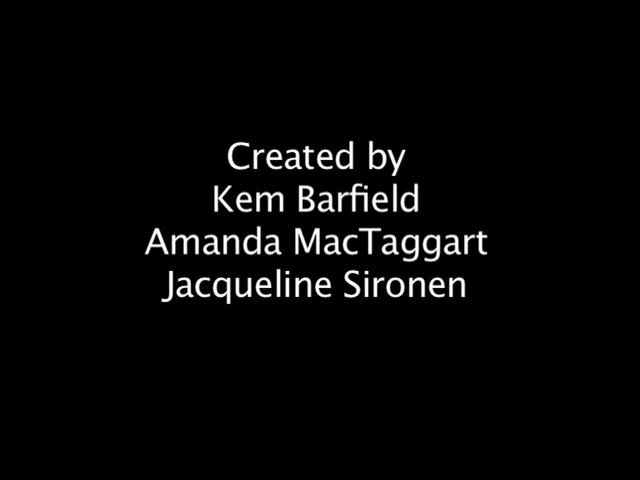 Created by
Kem Barfield
Amanda MacTaggart
Jacqueline Sironen